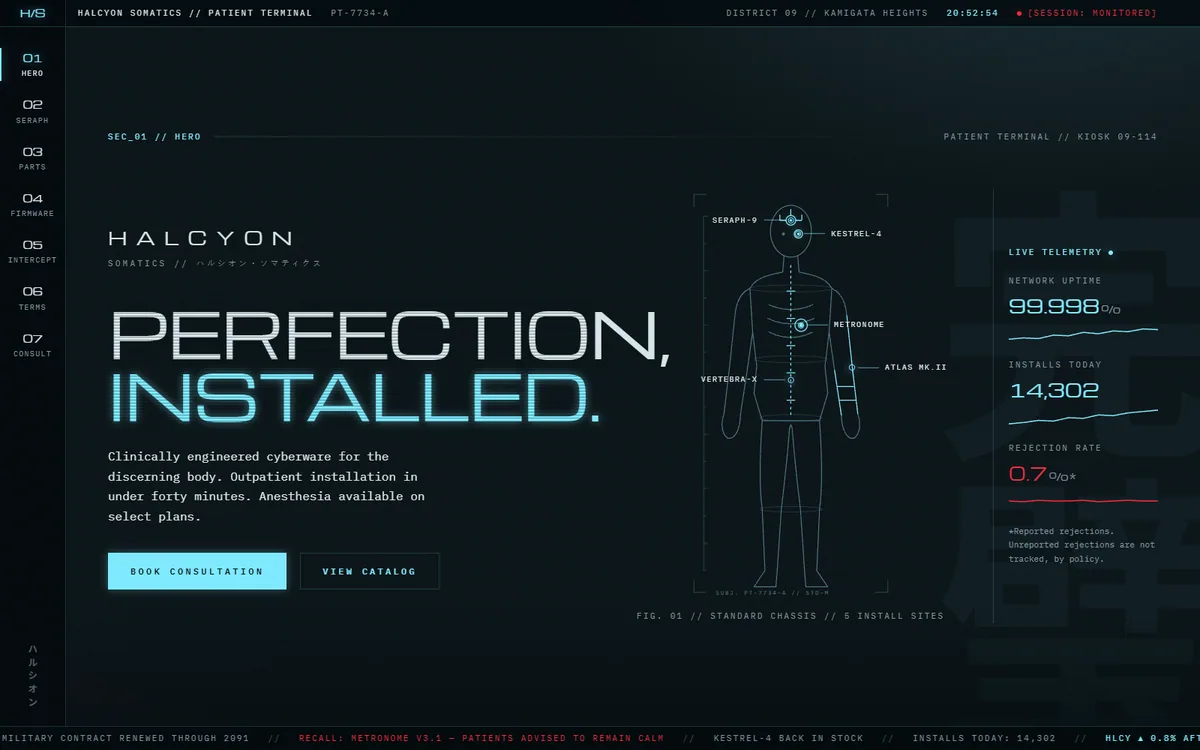 H/S
HALCYON SOMATICS // PATIENT TERMINAL PT-7734-A
DISTRICT 09 // KAMIGATA HEIGHTS 20:52:54 ● [SESSION: MONITORED]
01
HERO
02
SERAPH
03
PARTS
04
FIRMWARE
05
INTERCEPT
06
TERMS
07
CONSULT
ハルシオン
SEC_01 // HERO
PATIENT TERMINAL // KIOSK 09-114
HALCYON
SOMATICS // ハルシオン・ソマティクス
PERFECTION,
INSTALLED.
Clinically engineered cyberware for the
discerning body. Outpatient installation in
under forty minutes. Anesthesia available on
select plans.
BOOK CONSULTATION
VIEW CATALOG
SERAPH-9
KESTREL-4
METRONOME
ATLAS MK.II
VERTEBRA-X
SUBJ. PT-7734-A // STD-M
FIG. 01 // STANDARD CHASSIS // 5 INSTALL SITES
LIVE TELEMETRY ●
NETWORK UPTIME
99.998%
INSTALLS TODAY
14,302
REJECTION RATE
0.7%*
*Reported rejections.
Unreported rejections are not
tracked, by policy.
MILITARY CONTRACT RENEWED THROUGH 2091 // RECALL: METRONOME V3.1 — PATIENTS ADVISED TO REMAIN CALM // KESTREL-4 BACK IN STOCK // INSTALLS TODAY: 14,302 // HLCY ▲ 0.8% AFT